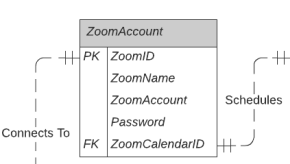 ZoomAccount
PK ZoomID
ZoomName
ZoomAccount
Schedules
Password
Connects To
FK ZoomCalendarID